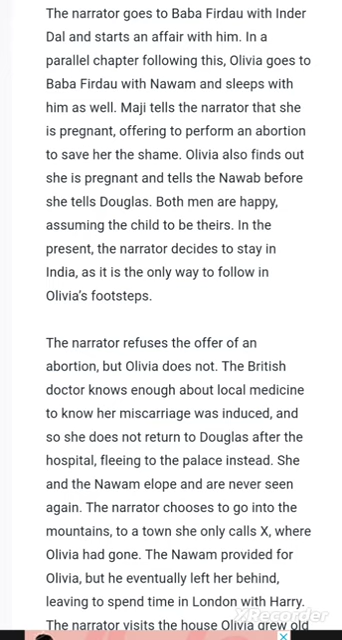 The narrator goes to Baba Firdau with Inder
Dal and starts an affair with him. In a
parallel chapter following this, Olivia goes to
Baba Firdau with Nawam and sleeps with
him as well. Maji tells the narrator that she
is pregnant, offering to perform an abortion
to save her the shame. Olivia also finds out
she is pregnant and tells the Nawab before
she tells Douglas. Both men are happy,
assuming the child to be theirs. In the
present, the narrator decides to stay in
India, as it is the only way to follow in
Olivia's footsteps.
The narrator refuses the offer of an
abortion, but Olivia does not. The British
doctor knows enough about local medicine
to know her miscarriage was induced, and
so she does not return to Douglas after the
hospital, fleeing to the palace instead. She
and the Nawam elope and are never seen
again. The narrator chooses to go into the
mountains, to a town she only calls X, where
Olivia had gone. The Nawam provided for
Olivia, but he eventually left her behind,
leaving to spend time in London with Harry.
XRecorder
The narrator visits the house Olivia grew old